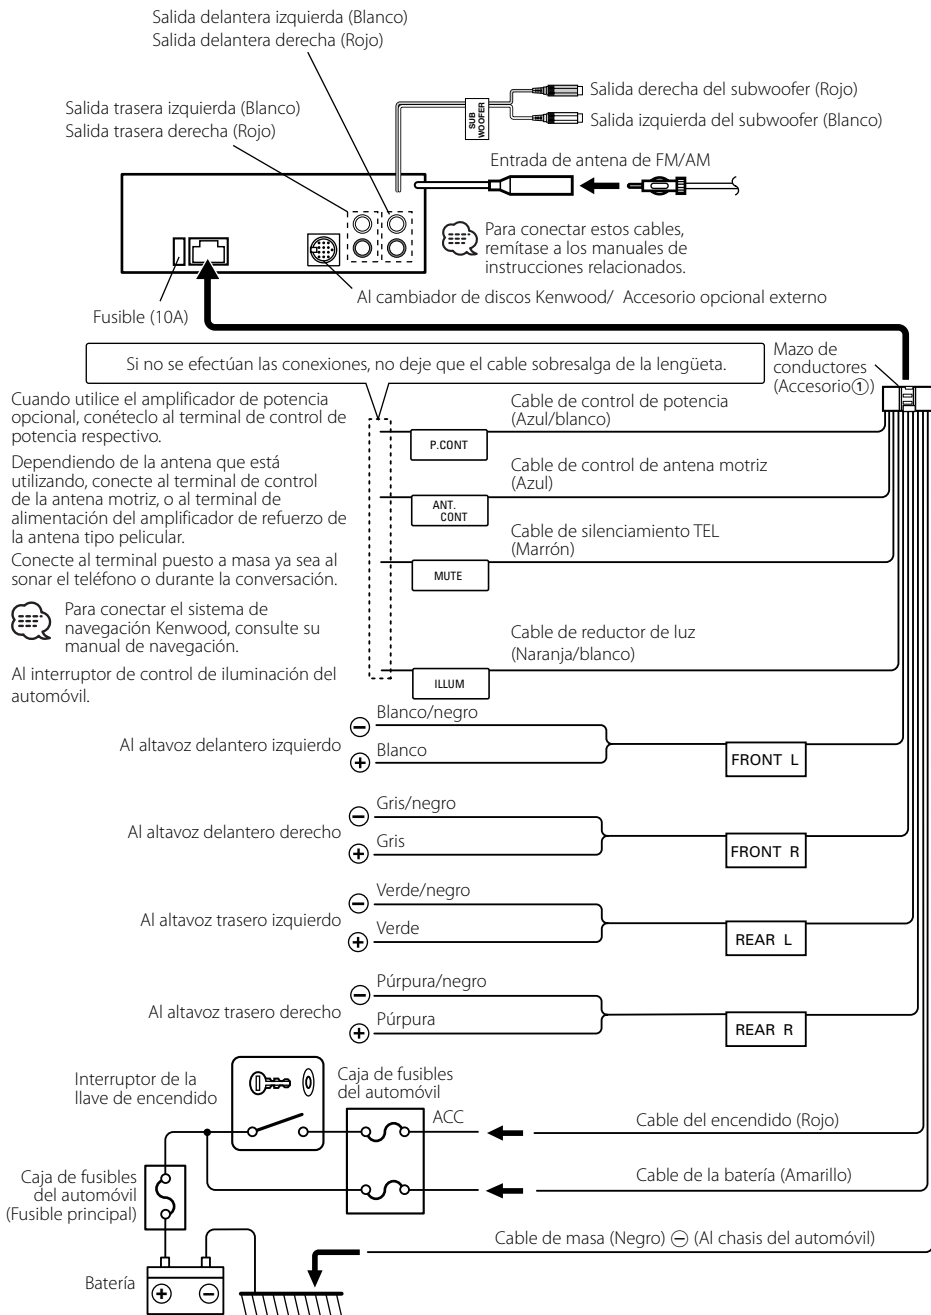 Salida delantera izquierda (Blanco)
Salida delantera derecha (Rojo)
Salida trasera izquierda (Blanco)
Salida trasera derecha (Rojo)
SUB
WOOFER
Salida derecha del subwoofer (Rojo)
Salida izquierda del subwoofer (Blanco)
Entrada de antena de FM/AM
Para conectar estos cables,
remítase a los manuales de
instrucciones relacionados.
Al cambiador de discos Kenwood/ Accesorio opcional externo
Fusible (10A)
Si no se efectúan las conexiones, no deje que el cable sobresalga de la lengüeta.
Mazo de
conductores
(Accesorio①)
Cuando utilice el amplificador de potencia
opcional, conéteclo al terminal de control de
potencia respectivo.
Cable de control de potencia
(Azul/blanco)
P.CONT
Dependiendo de la antena que está
utilizando, conecte al terminal de control
de la antena motriz, o al terminal de
alimentación del amplificador de refuerzo de
la antena tipo pelicular.
Cable de control de antena motriz
(Azul)
ANT.
CONT
Conecte al terminal puesto a masa ya sea al
sonar el teléfono o durante la conversación.
Cable de silenciamiento TEL
(Marrón)
MUTE
Para conectar el sistema de
navegación Kenwood, consulte su
manual de navegación.
Al interruptor de control de iluminación del
automóvil.
Cable de reductor de luz
(Naranja/blanco)
ILLUM
Al altavoz delantero izquierdo
⊖ Blanco/negro
⊕ Blanco
FRONT L
Al altavoz delantero derecho
⊖ Gris/negro
⊕ Gris
FRONT R
Al altavoz trasero izquierdo
⊖ Verde/negro
⊕ Verde
REAR L
Al altavoz trasero derecho
⊖ Púrpura/negro
⊕ Púrpura
REAR R
Interruptor de la
llave de encendido
Caja de fusibles
del automóvil
ACC
Cable del encendido (Rojo)
Caja de fusibles
del automóvil
(Fusible principal)
Cable de la batería (Amarillo)
Cable de masa (Negro) ⊖ (Al chasis del automóvil)
Batería
⊕ ⊖